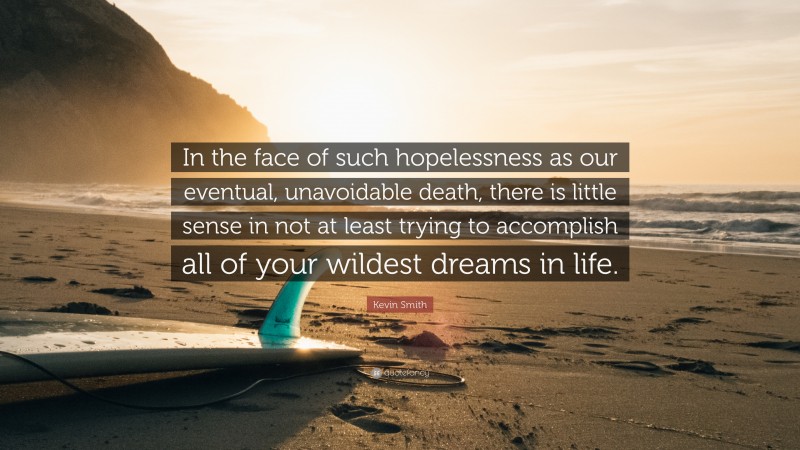 In the face of such hopelessness as our
eventual, unavoidable death, there is little
sense in not at least trying to accomplish
all of your wildest dreams in life.
Kevin Smith
quotefancy